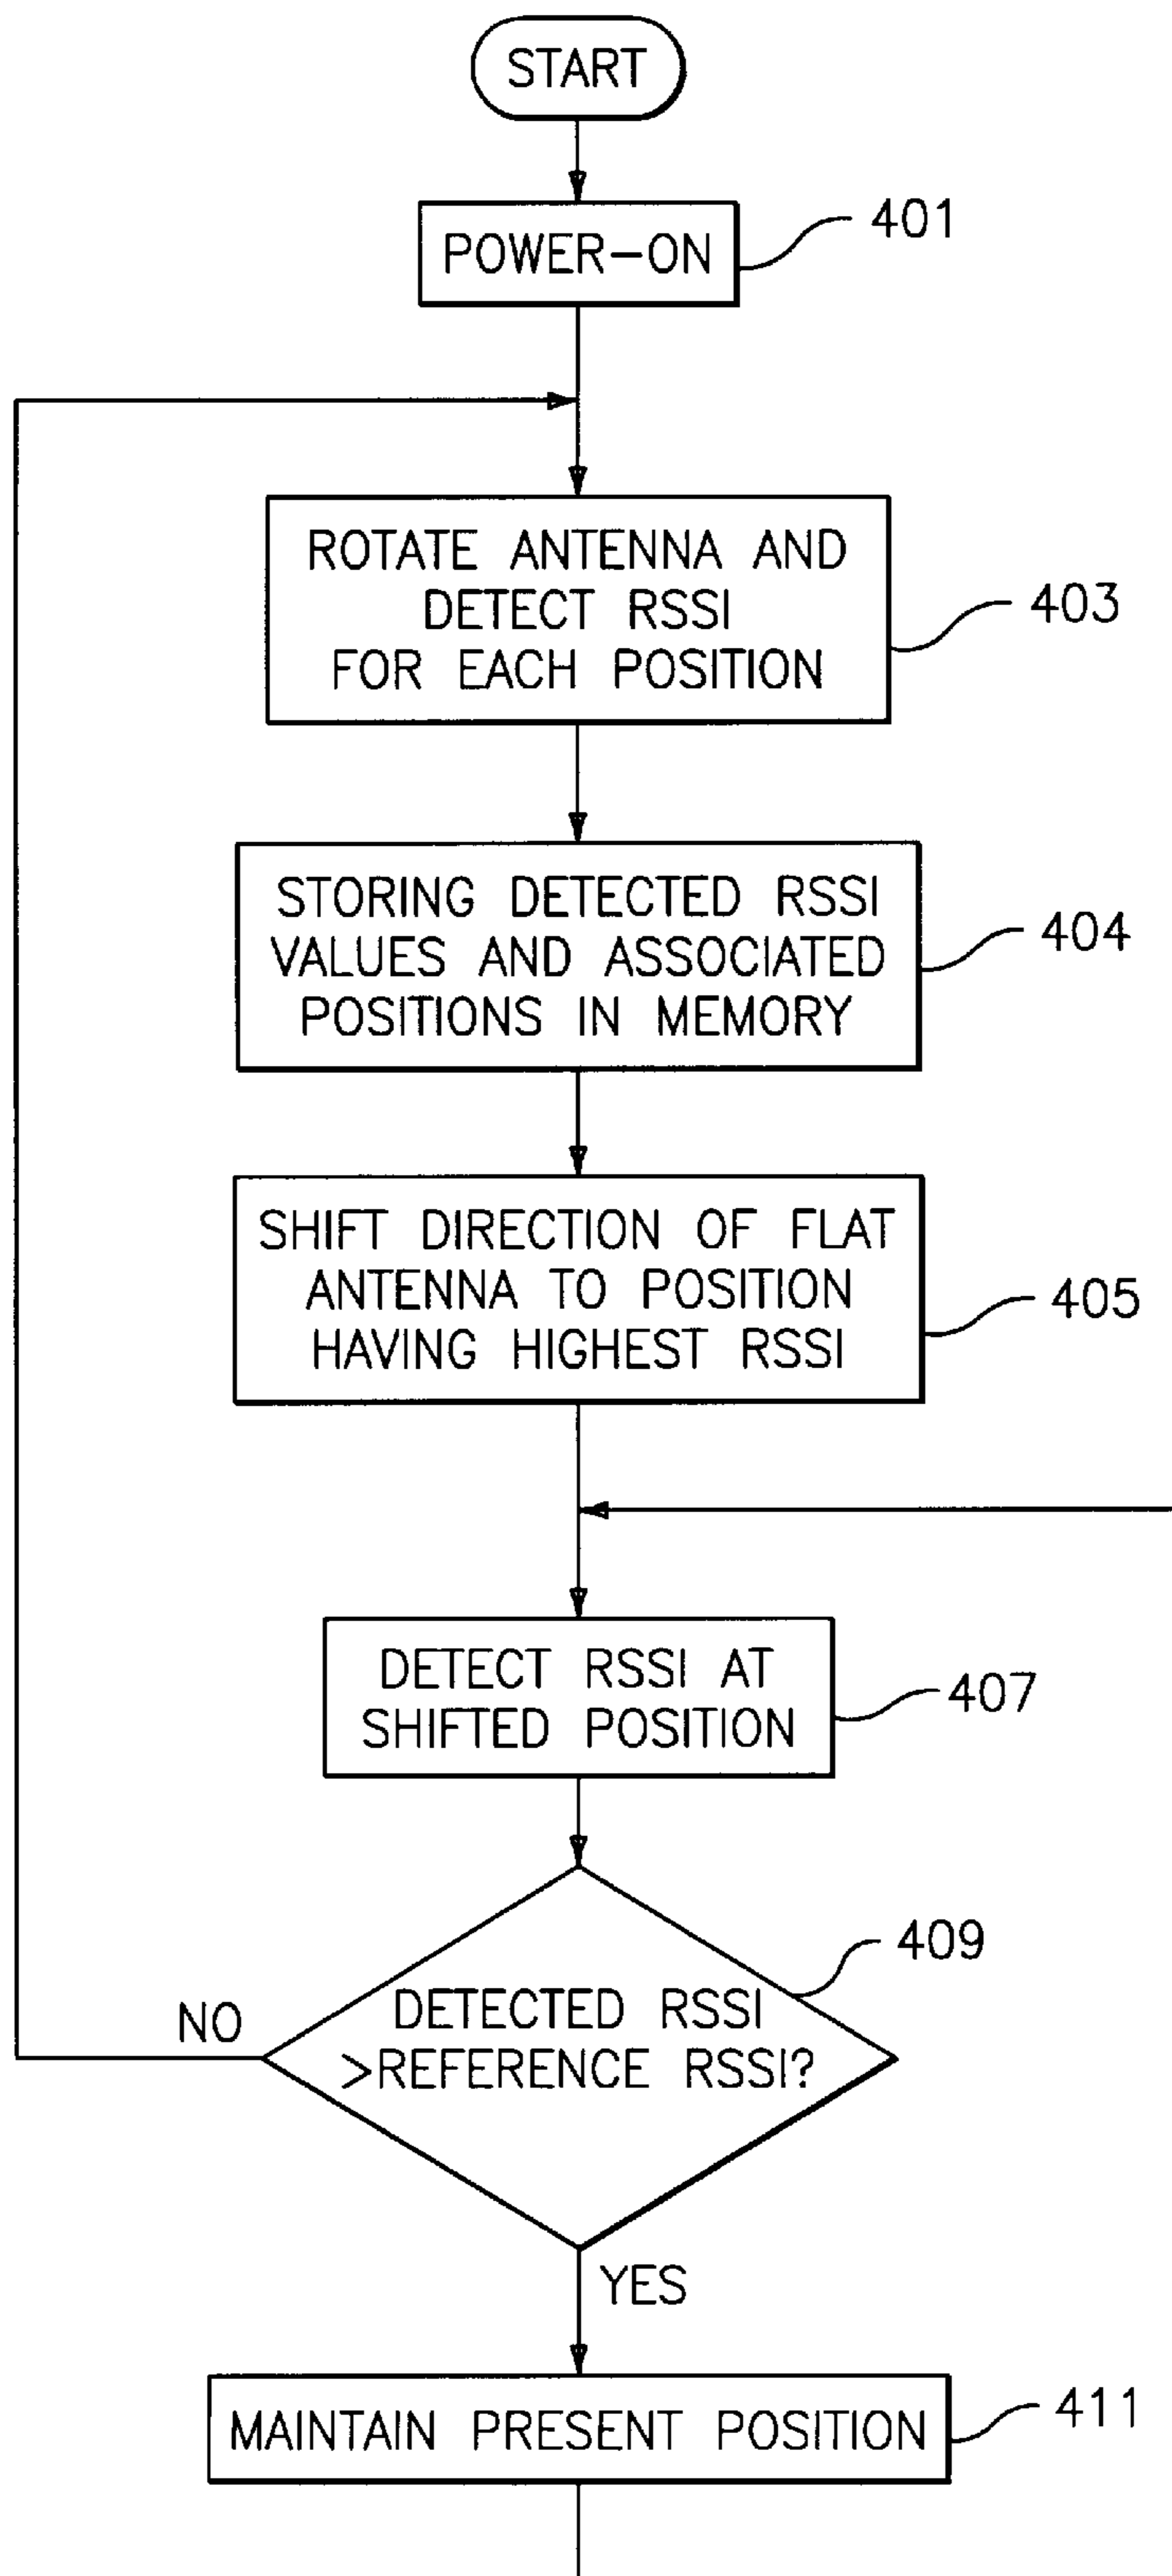 START
POWER-ON
401
ROTATE ANTENNA AND
DETECT RSSI
FOR EACH POSITION
403
STORING DETECTED RSSI
VALUES AND ASSOCIATED
POSITIONS IN MEMORY
404
SHIFT DIRECTION OF FLAT
ANTENNA TO POSITION
HAVING HIGHEST RSSI
405
DETECT RSSI AT
SHIFTED POSITION
407
409
DETECTED RSSI
>REFERENCE RSSI?
NO
YES
MAINTAIN PRESENT POSITION
411